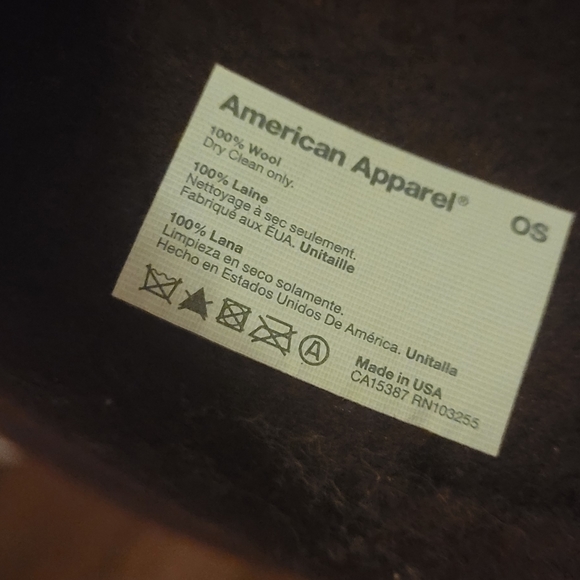 American Apparel®
OS
100% Wool
Dry Clean only.
100% Laine
Nettoyage à sec seulement.
Fabriqué aux ÉUA. Unitaille
100% Lana
Limpieza en seco solamente.
Hecho en Estados Unidos De América. Unitalla
A
Made in USA
CA15387 RN103255